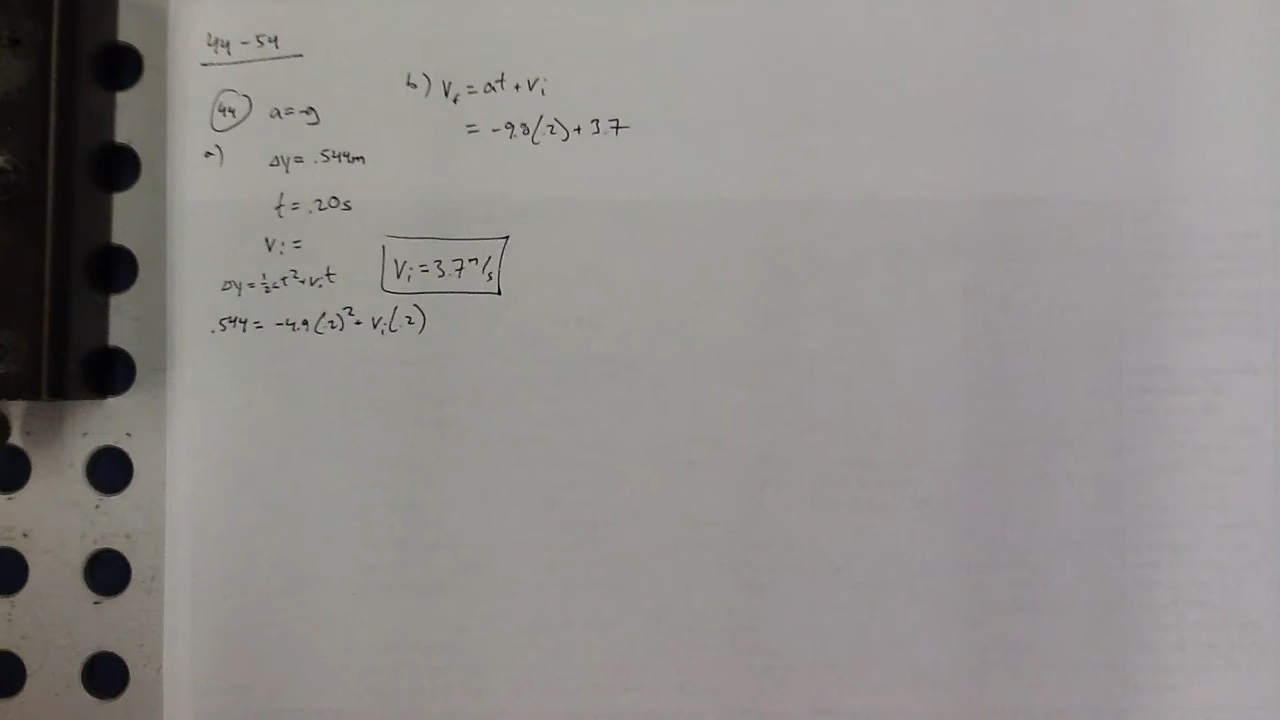 44-54
44 a=-g
a)
Δy = .544m
t = .20s
Vi =
Δy = ½at²+Vit
.544 = -4.9(.2)² + Vi(.2)
Vi = 3.7 m/s
b) Vf = at + Vi
= -9.8(.2) + 3.7